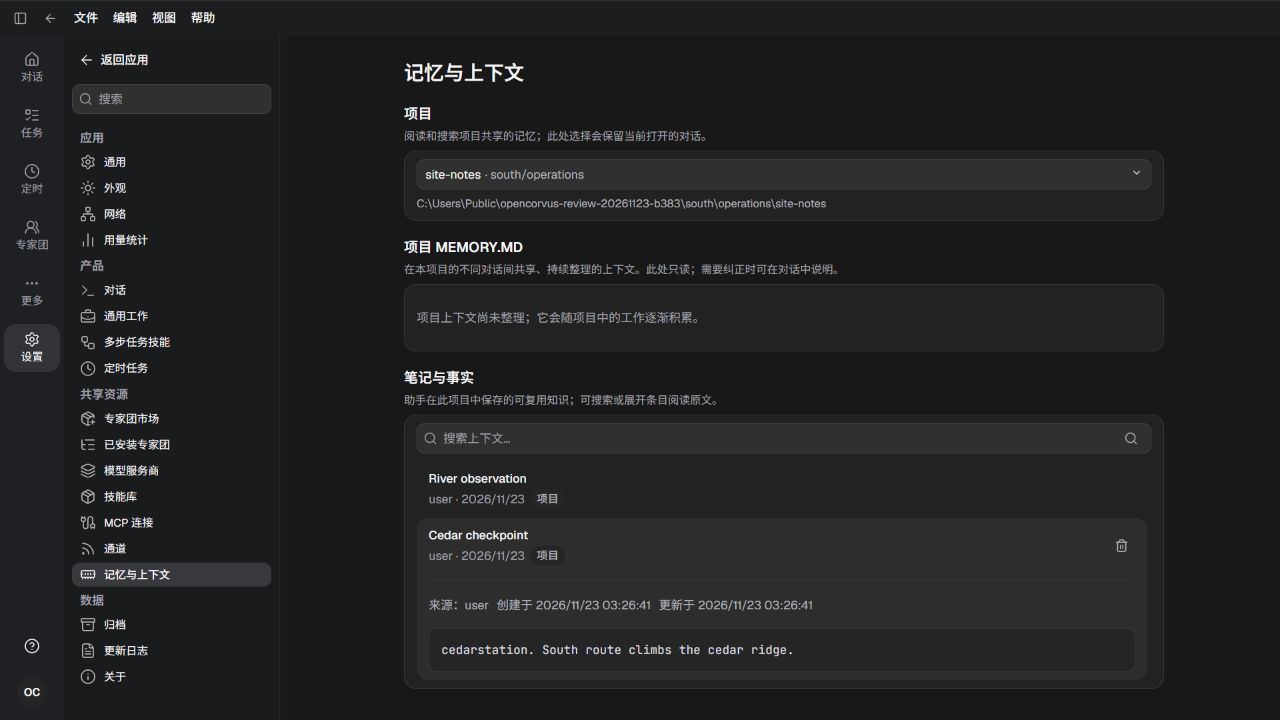 文件 编辑 视图 帮助
对话
任务
定时
专家团
更多
设置
OC
返回应用
搜索
应用
通用
外观
网络
用量统计
产品
对话
通用工作
多步任务技能
定时任务
共享资源
专家团市场
已安装专家团
模型服务商
技能库
MCP 连接
通道
记忆与上下文
数据
归档
更新日志
关于
记忆与上下文
项目
阅读和搜索项目共享的记忆；此处选择会保留当前打开的对话。
site-notes · south/operations
C:\Users\Public\opencorvus-review-20261123-b383\south\operations\site-notes
项目 MEMORY.MD
在本项目的不同对话间共享、持续整理的上下文。此处只读；需要纠正时可在对话中说明。
项目上下文尚未整理；它会随项目中的工作逐渐积累。
笔记与事实
助手在此项目中保存的可复用知识；可搜索或展开条目阅读原文。
搜索上下文...
River observation
user · 2026/11/23 项目
Cedar checkpoint
user · 2026/11/23 项目
来源：user 创建于 2026/11/23 03:26:41 更新于 2026/11/23 03:26:41
cedarstation. South route climbs the cedar ridge.